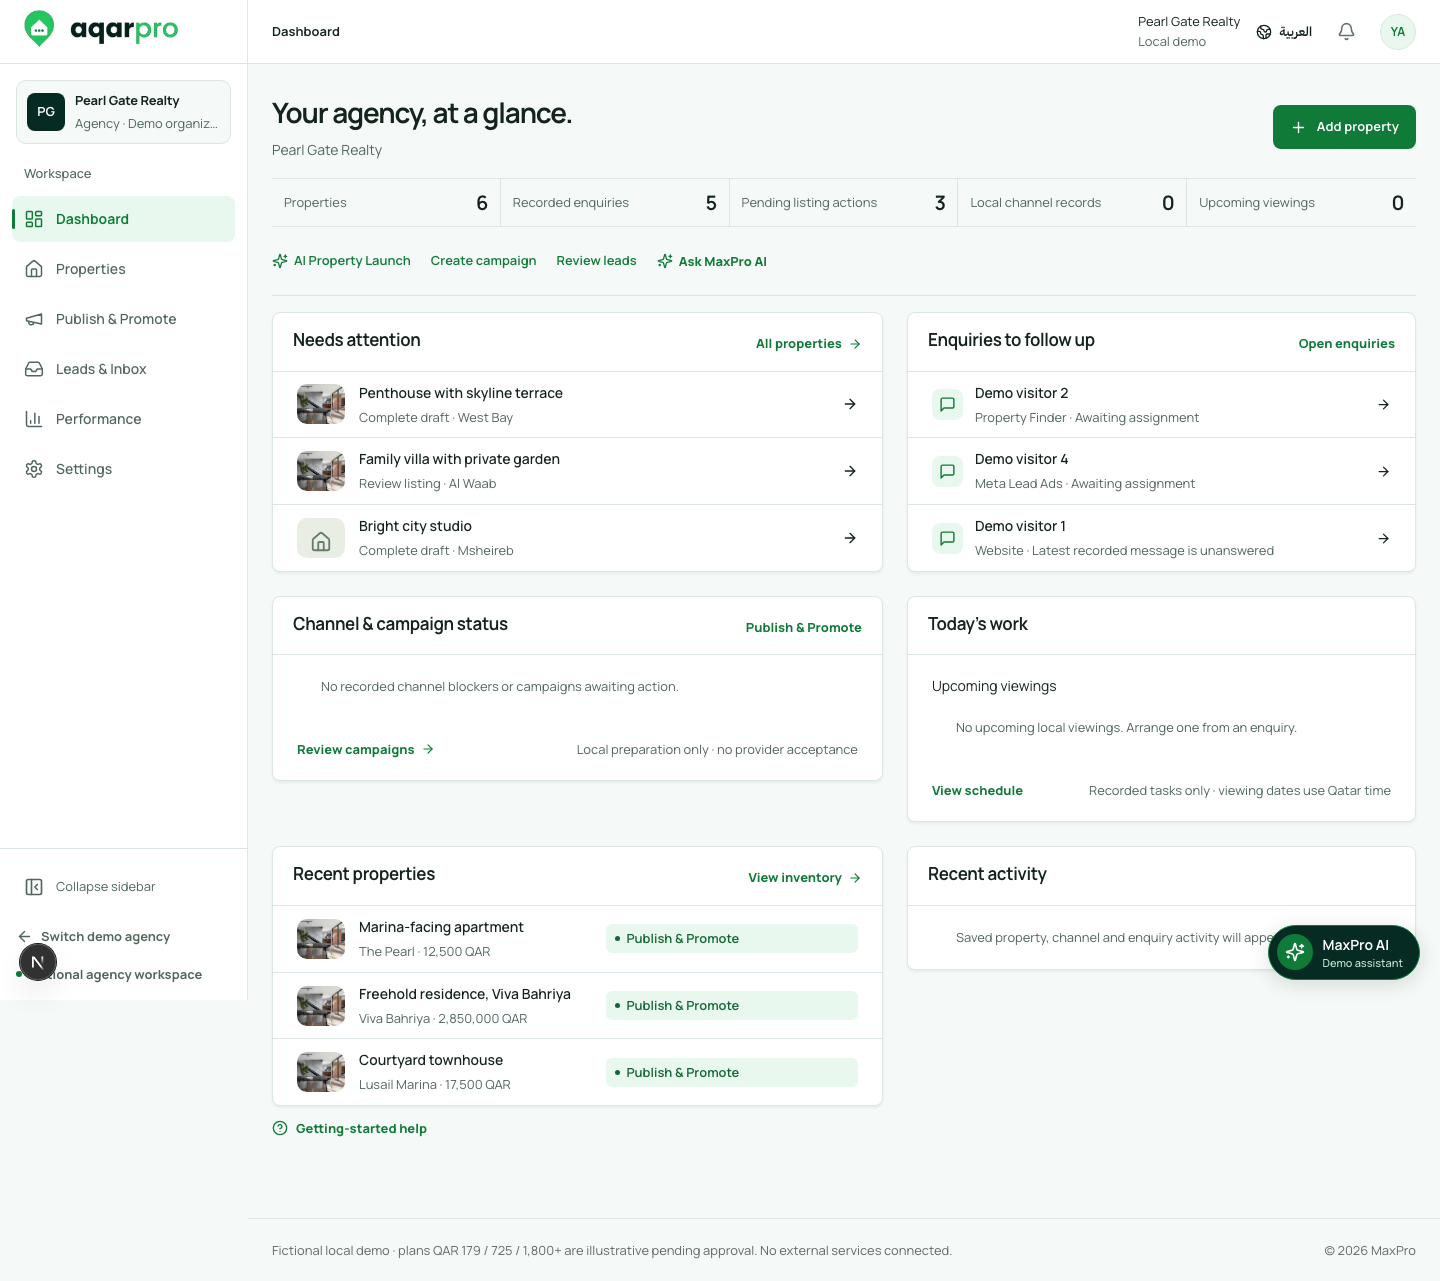 aqarpro
PG
Pearl Gate Realty
Agency · Demo organiz...
Workspace
Dashboard
Properties
Publish & Promote
Leads & Inbox
Performance
Settings
Collapse sidebar
Switch demo agency
tional agency workspace
N
Dashboard
Pearl Gate Realty
Local demo
العربية
YA
Your agency, at a glance.
Pearl Gate Realty
Add property
Properties 6
Recorded enquiries 5
Pending listing actions 3
Local channel records 0
Upcoming viewings 0
AI Property Launch
Create campaign
Review leads
Ask MaxPro AI
Needs attention
All properties
Penthouse with skyline terrace
Complete draft · West Bay
Family villa with private garden
Review listing · Al Waab
Bright city studio
Complete draft · Msheireb
Enquiries to follow up
Open enquiries
Demo visitor 2
Property Finder · Awaiting assignment
Demo visitor 4
Meta Lead Ads · Awaiting assignment
Demo visitor 1
Website · Latest recorded message is unanswered
Channel & campaign status
Publish & Promote
No recorded channel blockers or campaigns awaiting action.
Review campaigns
Local preparation only · no provider acceptance
Today's work
Upcoming viewings
No upcoming local viewings. Arrange one from an enquiry.
View schedule
Recorded tasks only · viewing dates use Qatar time
Recent properties
View inventory
Marina-facing apartment
The Pearl · 12,500 QAR
Publish & Promote
Freehold residence, Viva Bahriya
Viva Bahriya · 2,850,000 QAR
Publish & Promote
Courtyard townhouse
Lusail Marina · 17,500 QAR
Publish & Promote
Recent activity
Saved property, channel and enquiry activity will appe
MaxPro AI
Demo assistant
Getting-started help
Fictional local demo · plans QAR 179 / 725 / 1,800+ are illustrative pending approval. No external services connected.
© 2026 MaxPro